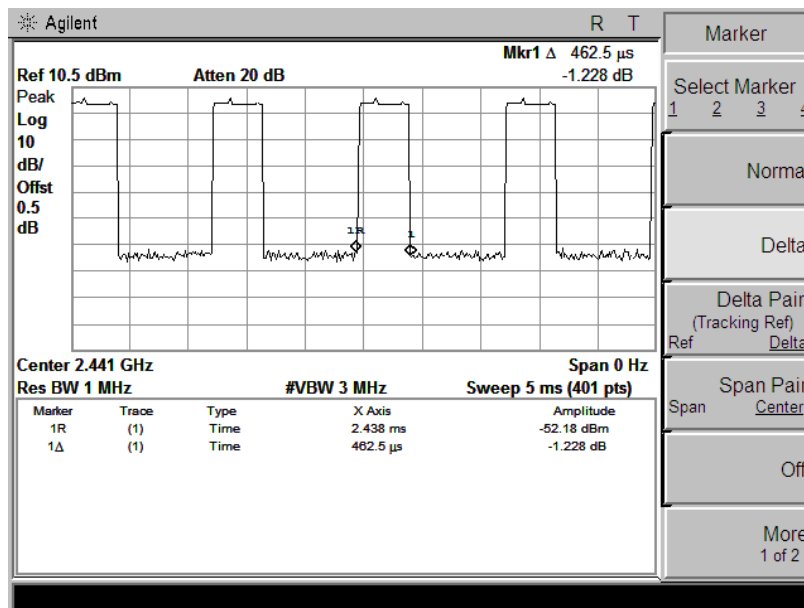 Agilent R T
Mkr1 Δ 462.5 μs
Ref 10.5 dBm Atten 20 dB -1.228 dB
Peak
Log
10
dB/
Offst
0.5
dB
1R
1
Center 2.441 GHz Span 0 Hz
Res BW 1 MHz #VBW 3 MHz Sweep 5 ms (401 pts)
Marker Trace Type X Axis Amplitude
1R (1) Time 2.438 ms -52.18 dBm
1Δ (1) Time 462.5 μs -1.228 dB
Marker
Select Marker
1 2 3
Norma
Delta
Delta Pair
(Tracking Ref)
Ref Delta
Span Pair
Span Center
Off
More
1 of 2